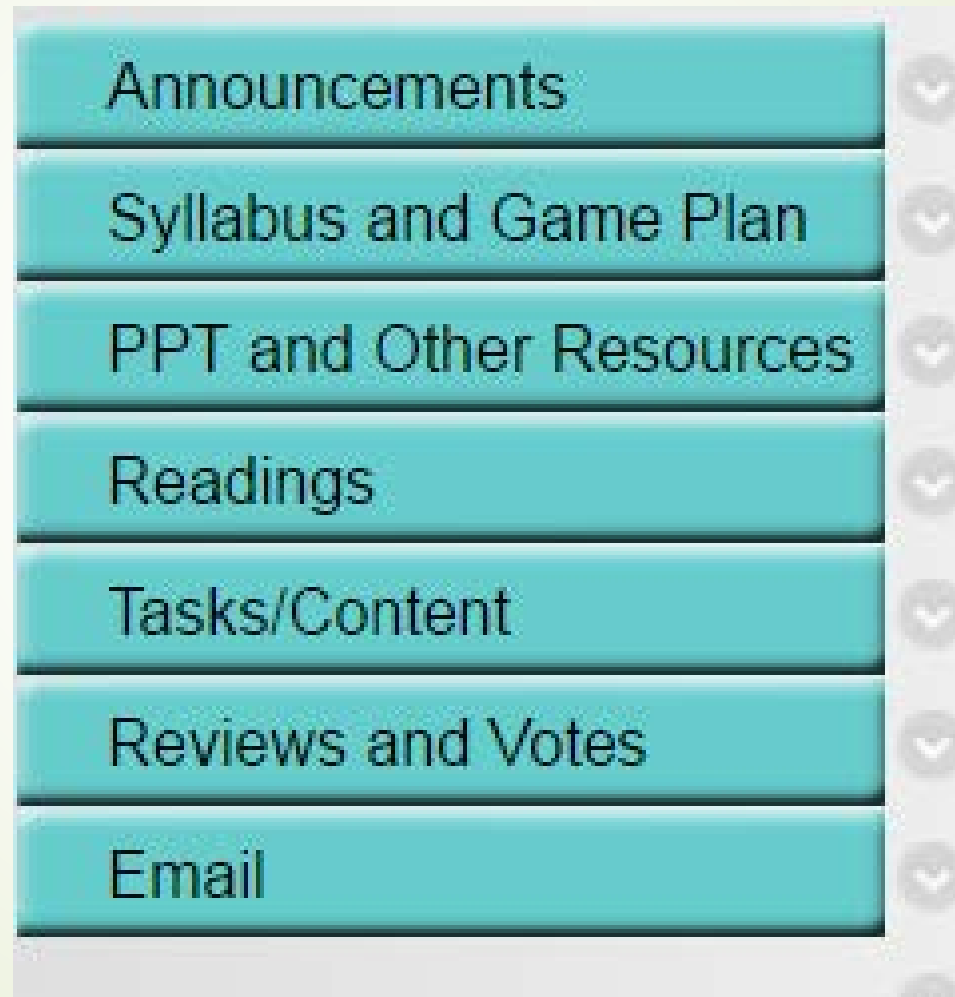 Announcements
Syllabus and Game Plan
PPT and Other Resources
Readings
Tasks/Content
Reviews and Votes
Email